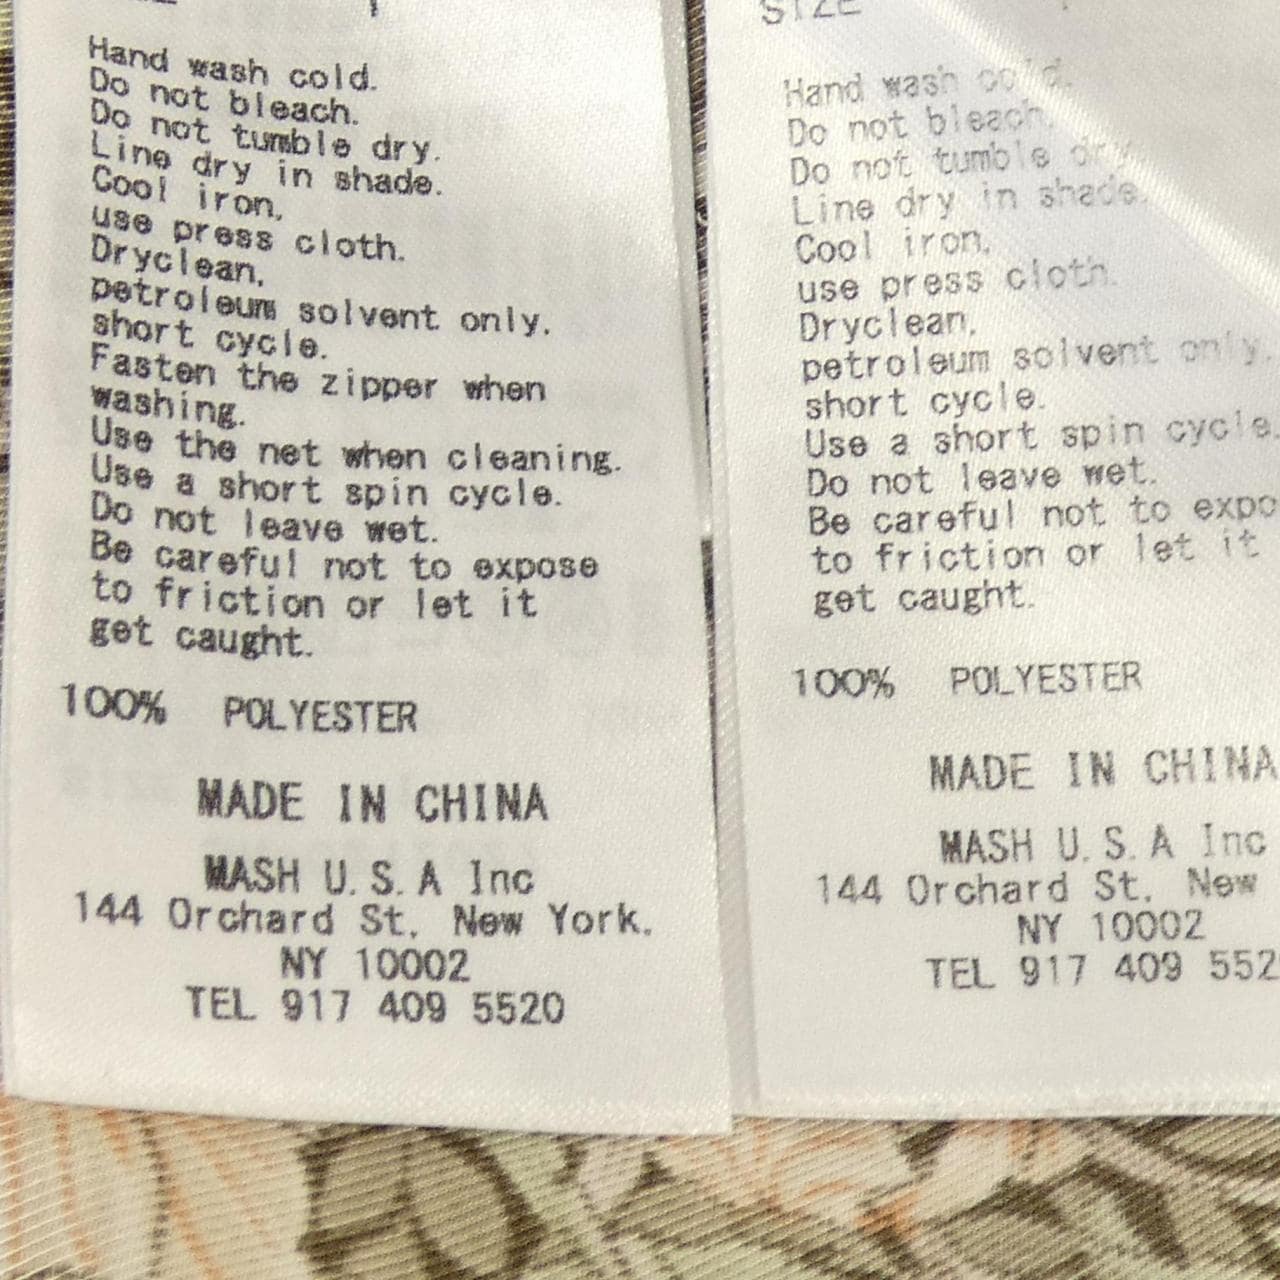 Hand wash cold.
Do not bleach.
Do not tumble dry.
Line dry in shade.
Cool iron,
use press cloth.
Dryclean,
petroleum solvent only.
short cycle.
Fasten the zipper when
washing.
Use the net when cleaning.
Use a short spin cycle.
Do not leave wet.
Be careful not to expose
to friction or let it
get caught.
100% POLYESTER
MADE IN CHINA
MASH U.S.A Inc
144 Orchard St, New York,
NY 10002
TEL 917 409 5520
SIZE
Hand wash cold.
Do not bleach.
Do not tumble dry
Line dry in shade.
Cool iron,
use press cloth.
Dryclean,
petroleum solvent only.
short cycle.
Use a short spin cycle.
Do not leave wet.
Be careful not to expo
to friction or let it
get caught.
100% POLYESTER
MADE IN CHINA
MASH U.S.A Inc
144 Orchard St, New
NY 10002
TEL 917 409 552